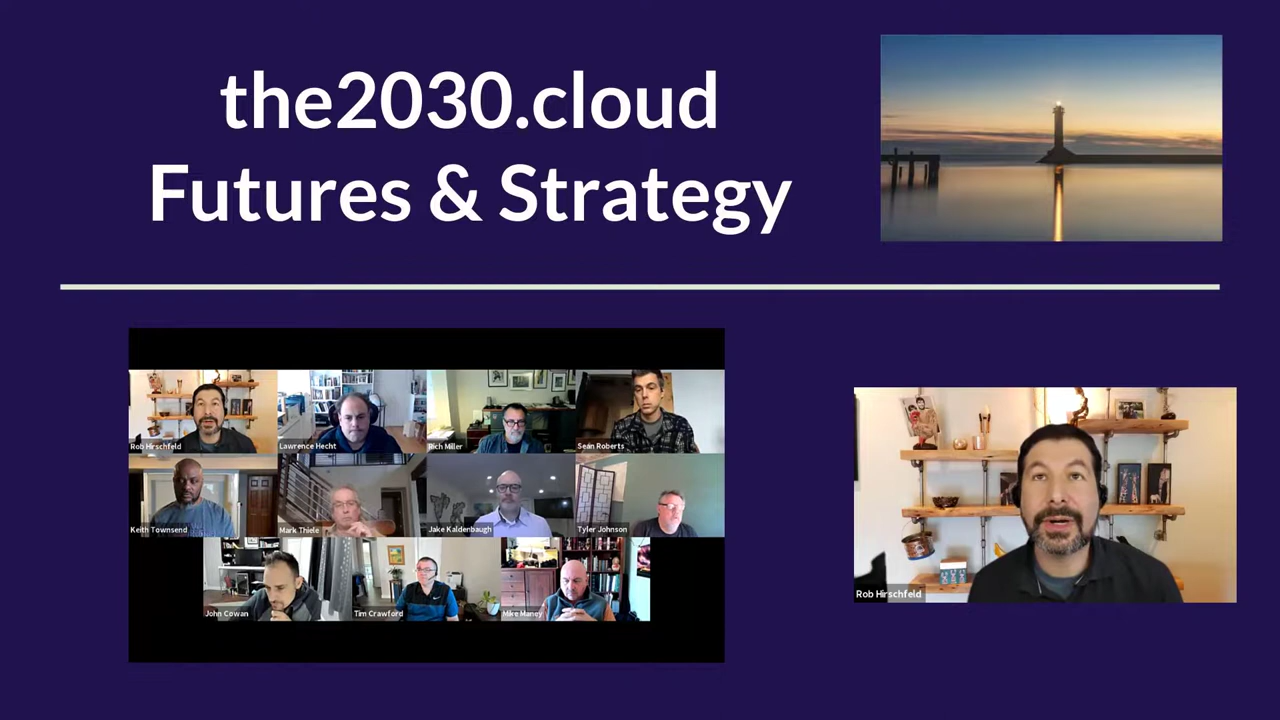 the2030.cloud
Futures & Strategy
Rob Hirschfeld
Lawrence Hecht
Rich Miller
Sean Roberts
Keith Townsend
Mark Thiele
Jake Kaldenbaugh
Tyler Johnson
John Cowan
Tim Crawford
Mike Maney
Rob Hirschfeld